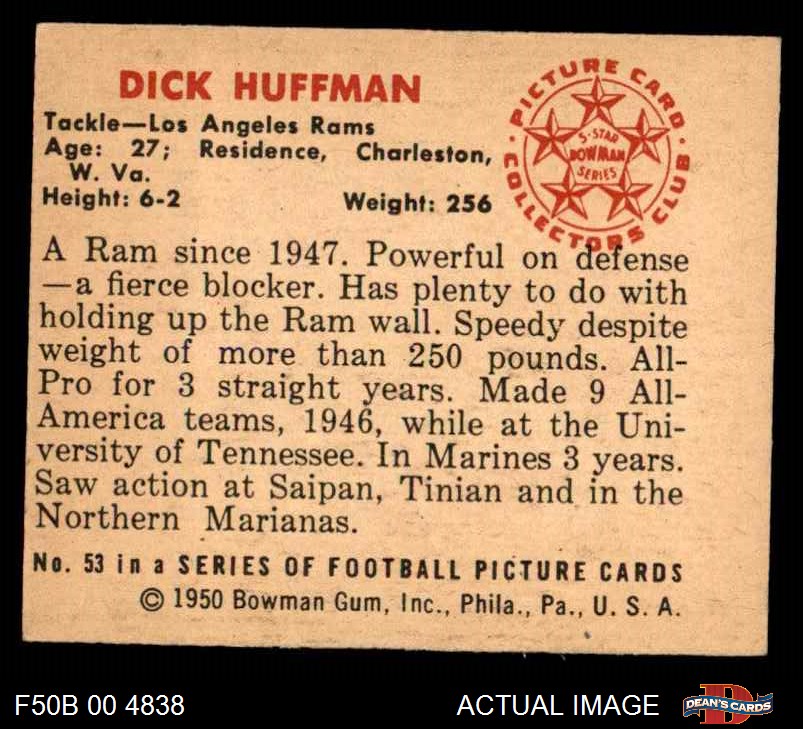 DICK HUFFMAN
Tackle—Los Angeles Rams
Age: 27; Residence, Charleston,
W. Va.
Height: 6-2 Weight: 256
PICTURE CARD COLLECTORS CLUB
5-STAR
BOWMAN
SERIES
A Ram since 1947. Powerful on defense
—a fierce blocker. Has plenty to do with
holding up the Ram wall. Speedy despite
weight of more than 250 pounds. All-
Pro for 3 straight years. Made 9 All-
America teams, 1946, while at the Uni-
versity of Tennessee. In Marines 3 years.
Saw action at Saipan, Tinian and in the
Northern Marianas.
No. 53 in a SERIES OF FOOTBALL PICTURE CARDS
© 1950 Bowman Gum, Inc., Phila., Pa., U. S. A.
F50B 00 4838 ACTUAL IMAGE D DEAN'S CARDS